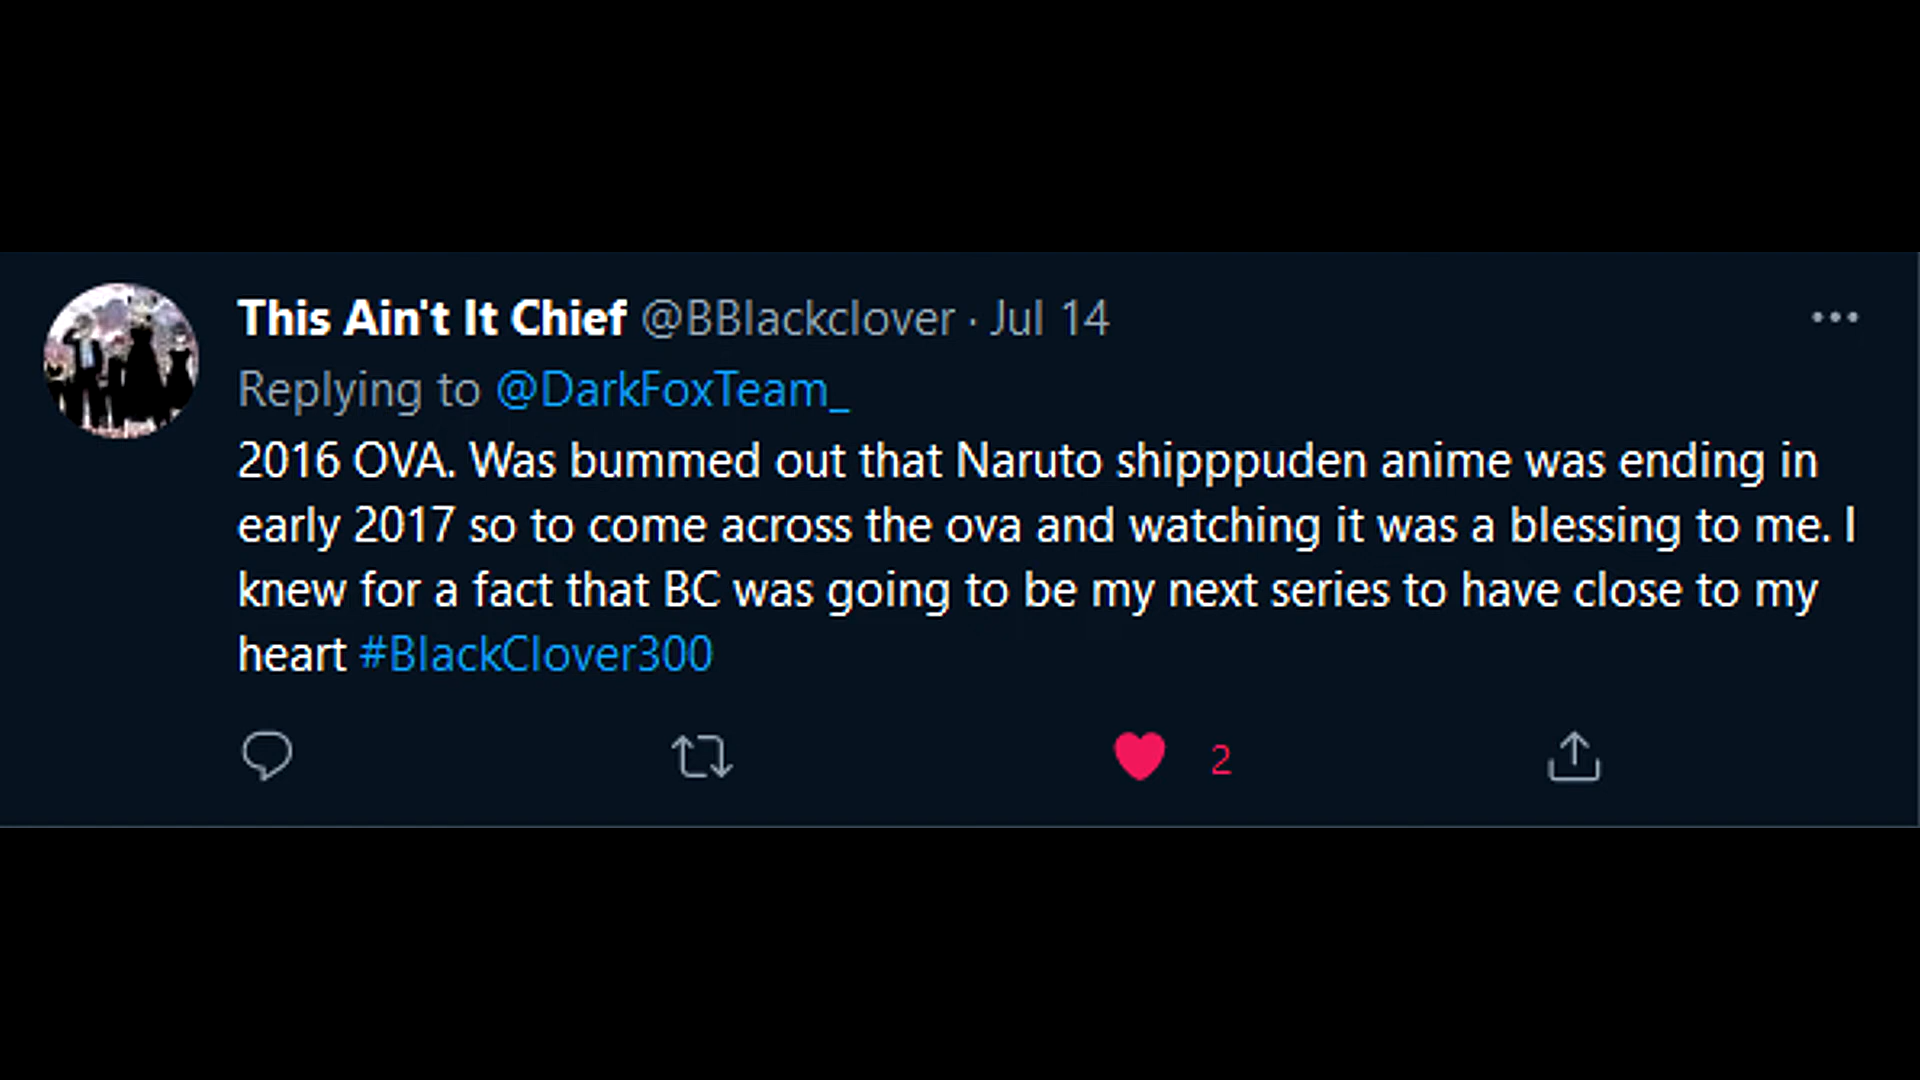 This Ain't It Chief @BBlackclover · Jul 14
Replying to @DarkFoxTeam_
2016 OVA. Was bummed out that Naruto shipppuden anime was ending in
early 2017 so to come across the ova and watching it was a blessing to me. I
knew for a fact that BC was going to be my next series to have close to my
heart #BlackClover300
2